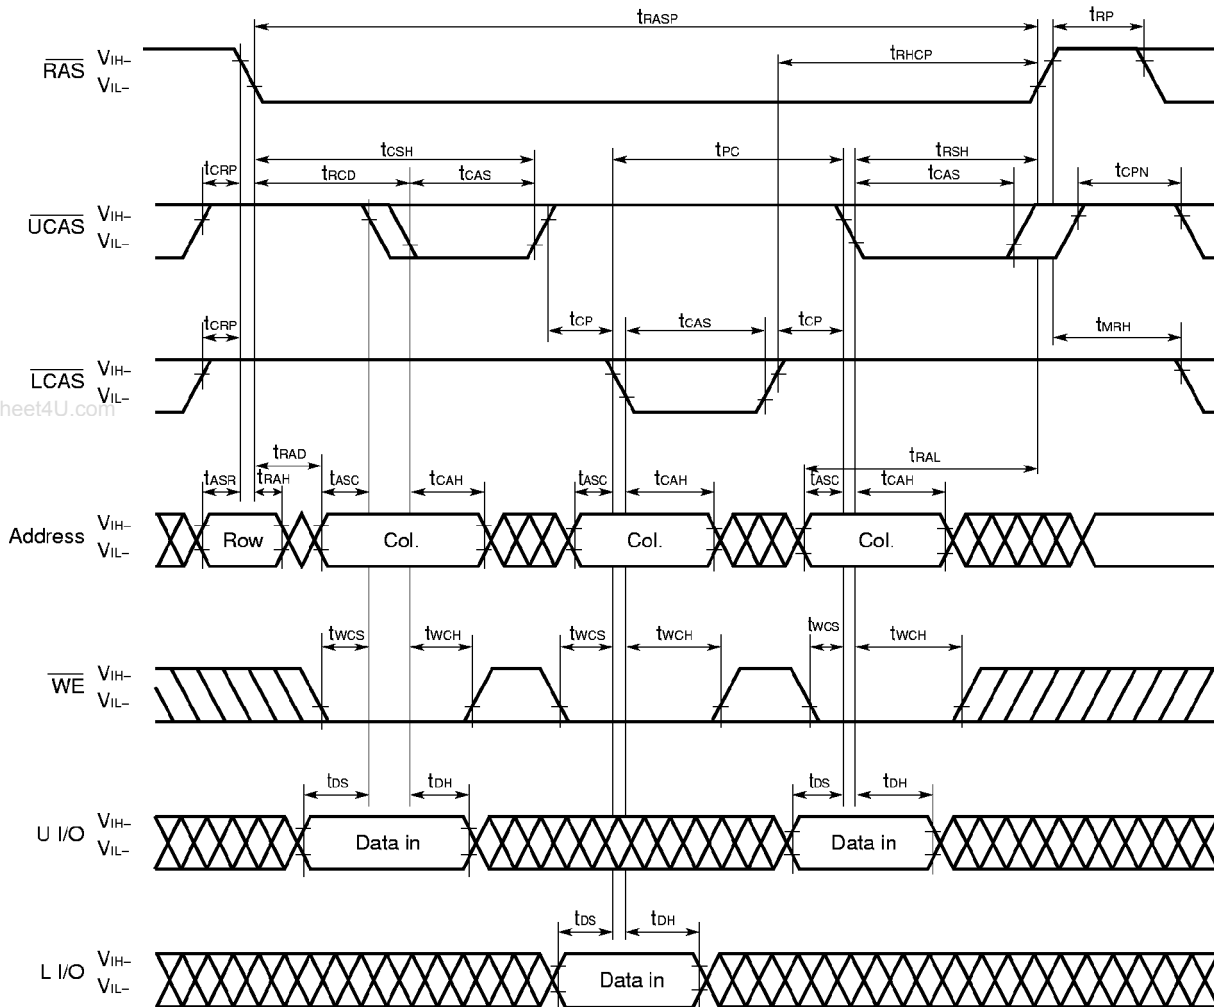 tRASP
tRP
RAS VIH–
VIL–
tRHCP
tCSH
tPC
tRSH
tCRP
tRCD
tCAS
tCAS
tCPN
UCAS VIH–
VIL–
tCRP
tCP
tCAS
tCP
tMRH
LCAS VIH–
VIL–
heet4U.com
tRAD
tRAL
tASR
tRAH
tASC
tCAH
tASC
tCAH
tASC
tCAH
Address VIH–
VIL–
Row
Col.
Col.
Col.
tWCS
tWCH
tWCS
tWCH
tWCS
tWCH
WE VIH–
VIL–
tDS
tDH
tDS
tDH
U I/O VIH–
VIL–
Data in
Data in
tDS
tDH
L I/O VIH–
VIL–
Data in